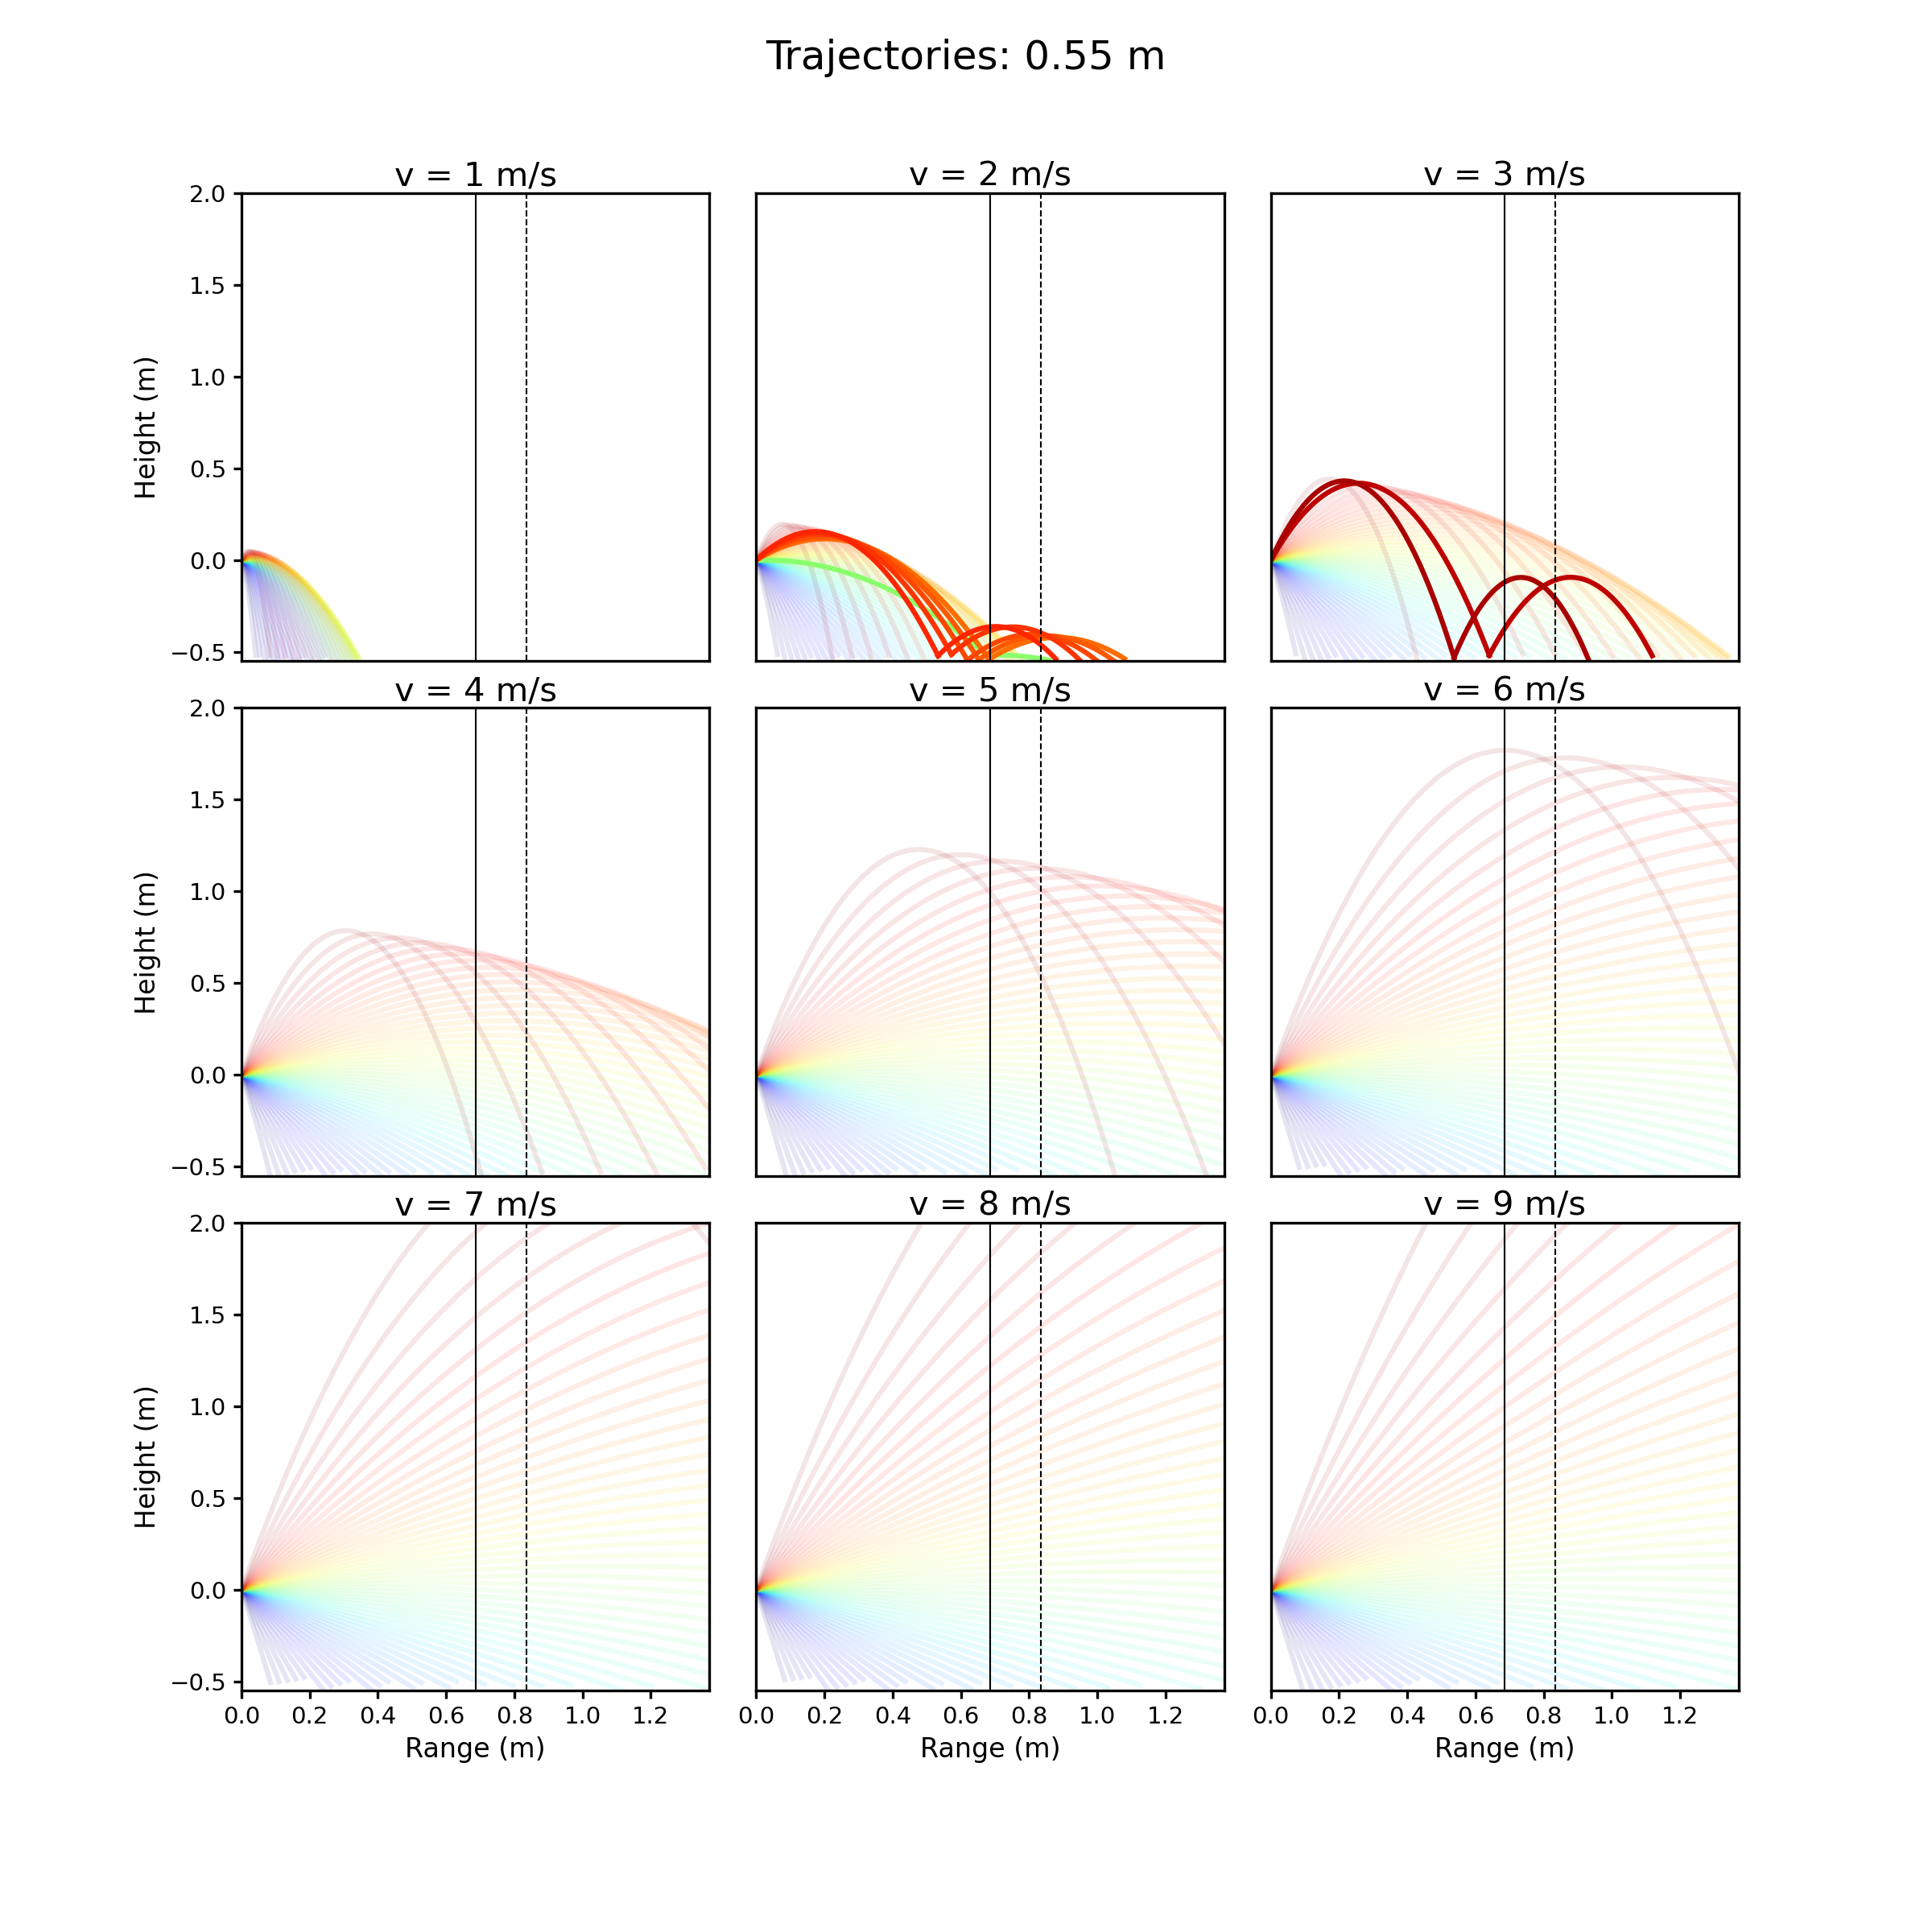 Trajectories: 0.55 m
v = 1 m/s
v = 2 m/s
v = 3 m/s
2.0
1.5
1.0
0.5
0.0
−0.5
Height (m)
v = 4 m/s
v = 5 m/s
v = 6 m/s
2.0
1.5
1.0
0.5
0.0
−0.5
Height (m)
v = 7 m/s
v = 8 m/s
v = 9 m/s
2.0
1.5
1.0
0.5
0.0
−0.5
Height (m)
0.0 0.2 0.4 0.6 0.8 1.0 1.2
0.0 0.2 0.4 0.6 0.8 1.0 1.2
0.0 0.2 0.4 0.6 0.8 1.0 1.2
Range (m)
Range (m)
Range (m)